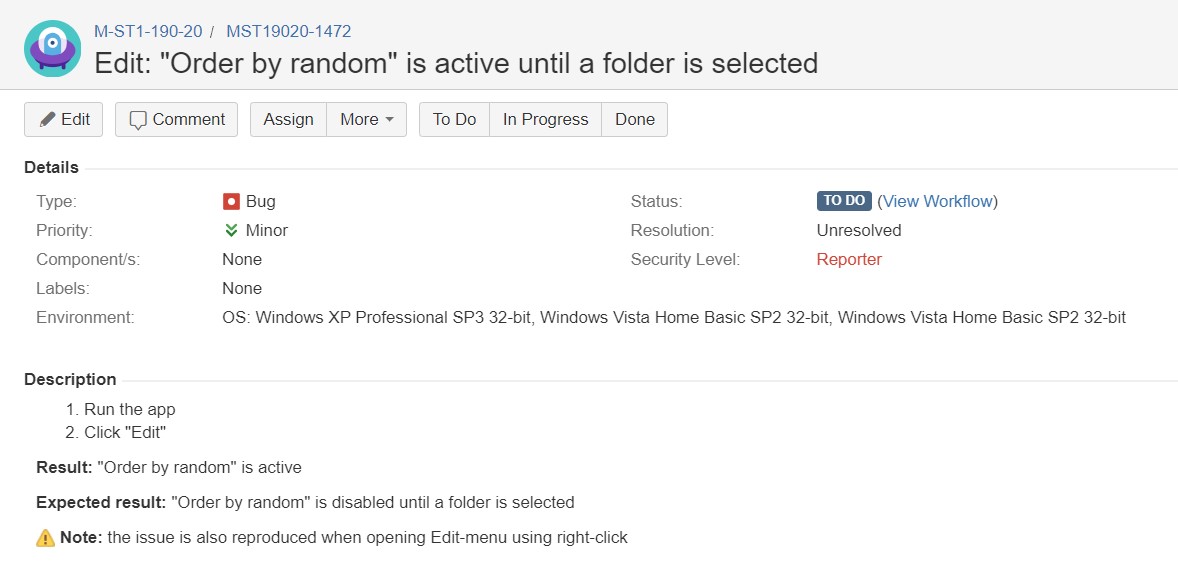 M-ST1-190-20 / MST19020-1472
Edit: "Order by random" is active until a folder is selected
Edit Comment Assign More To Do In Progress Done
Details
Type: Bug Status: TO DO (View Workflow)
Priority: Minor Resolution: Unresolved
Component/s: None Security Level: Reporter
Labels: None
Environment: OS: Windows XP Professional SP3 32-bit, Windows Vista Home Basic SP2 32-bit, Windows Vista Home Basic SP2 32-bit
Description
1. Run the app
2. Click "Edit"
Result: "Order by random" is active
Expected result: "Order by random" is disabled until a folder is selected
Note: the issue is also reproduced when opening Edit-menu using right-click